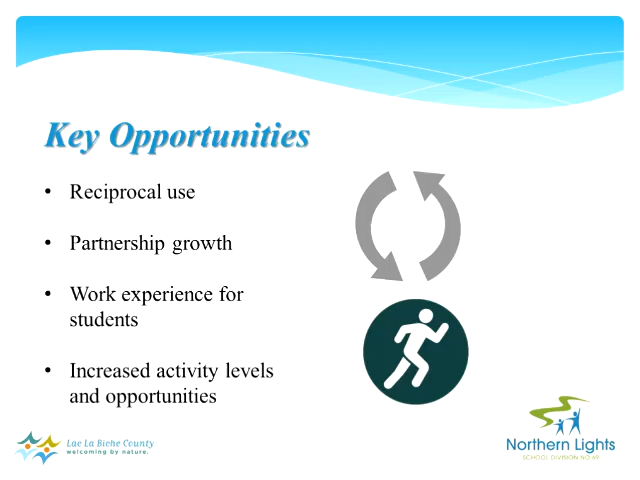 Key Opportunities
• Reciprocal use
• Partnership growth
• Work experience for
students
• Increased activity levels
and opportunities
Lac La Biche County
welcoming by nature.
Northern Lights
SCHOOL DIVISION NO.69